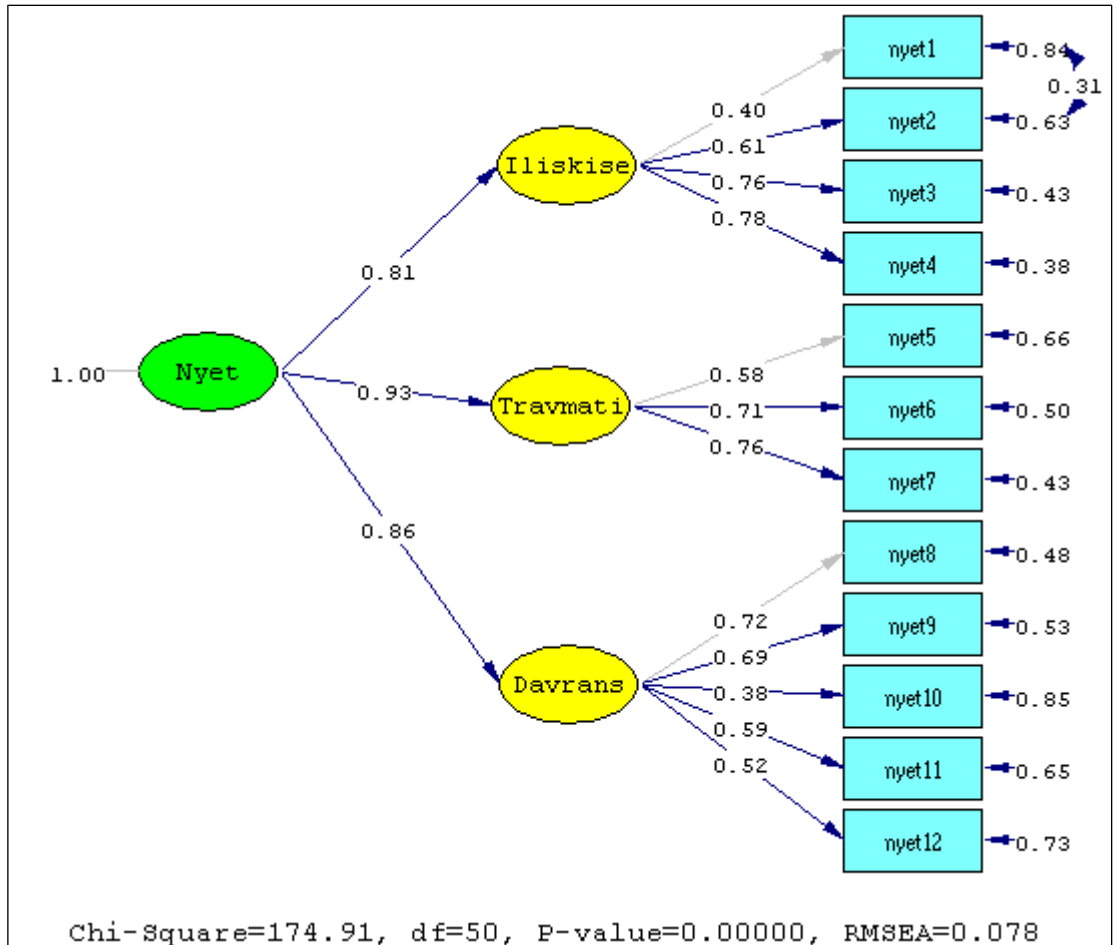 nyet1
0.84
0.31
0.40
nyet2
0.63
0.61
Iliskise
nyet3
0.43
0.76
0.78
nyet4
0.38
0.81
nyet5
0.66
1.00
Nyet
0.58
0.93
Travmati
nyet6
0.50
0.71
0.76
nyet7
0.43
0.86
nyet8
0.48
0.72
nyet9
0.53
0.69
Davrans
0.38
nyet10
0.85
0.59
0.52
nyet11
0.65
nyet12
0.73
Chi-Square=174.91, df=50, P-value=0.00000, RMSEA=0.078